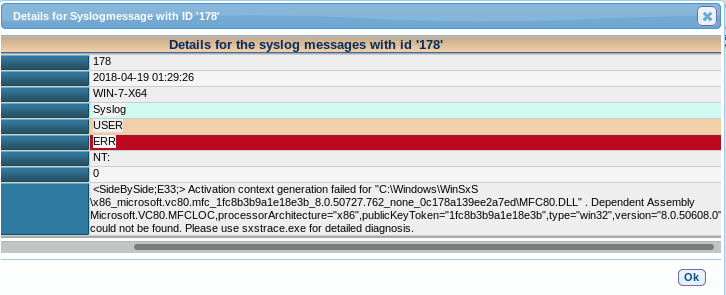 Details for Syslogmessage with ID '178'
Details for the syslog messages with id '178'
178
2018-04-19 01:29:26
WIN-7-X64
Syslog
USER
ERR
NT:
0
<SideBySide;E33;> Activation context generation failed for "C:\Windows\WinSxS
\x86_microsoft.vc80.mfc_1fc8b3b9a1e18e3b_8.0.50727.762_none_0c178a139ee2a7ed\MFC80.DLL" . Dependent Assembly
Microsoft.VC80.MFCLOC,processorArchitecture="x86",publicKeyToken="1fc8b3b9a1e18e3b",type="win32",version="8.0.50608.0"
could not be found. Please use sxstrace.exe for detailed diagnosis.
Ok